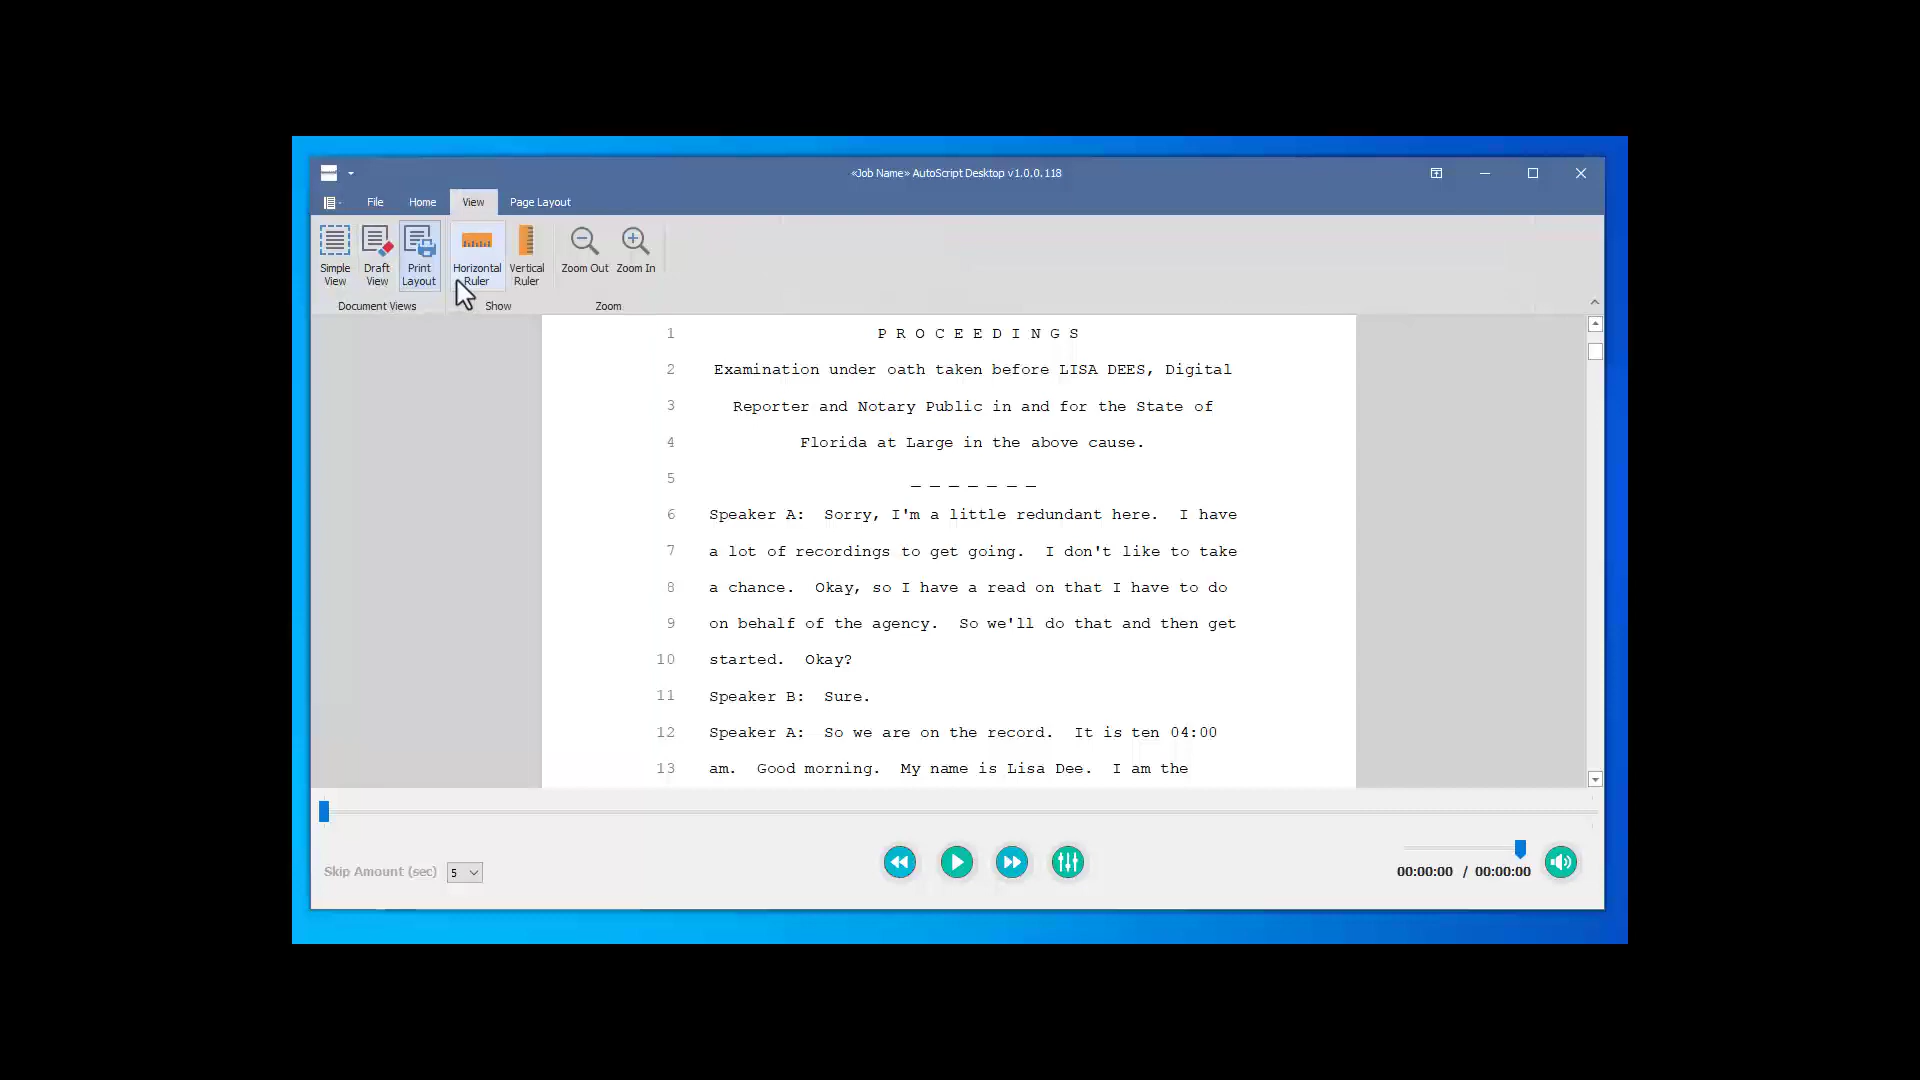 «Job Name» AutoScript Desktop v1.0.0.118
File Home View Page Layout
Simple View
Draft View
Print Layout
Horizontal Ruler
Vertical Ruler
Zoom Out
Zoom In
Document Views
Show
Zoom
1 P R O C E E D I N G S
2 Examination under oath taken before LISA DEES, Digital
3 Reporter and Notary Public in and for the State of
4 Florida at Large in the above cause.
5 _ _ _ _ _ _ _
6 Speaker A:  Sorry, I'm a little redundant here.  I have
7 a lot of recordings to get going.  I don't like to take
8 a chance.  Okay, so I have a read on that I have to do
9 on behalf of the agency.  So we'll do that and then get
10 started.  Okay?
11 Speaker B:  Sure.
12 Speaker A:  So we are on the record.  It is ten 04:00
13 am.  Good morning.  My name is Lisa Dee.  I am the
Skip Amount (sec) 5
00:00:00 / 00:00:00